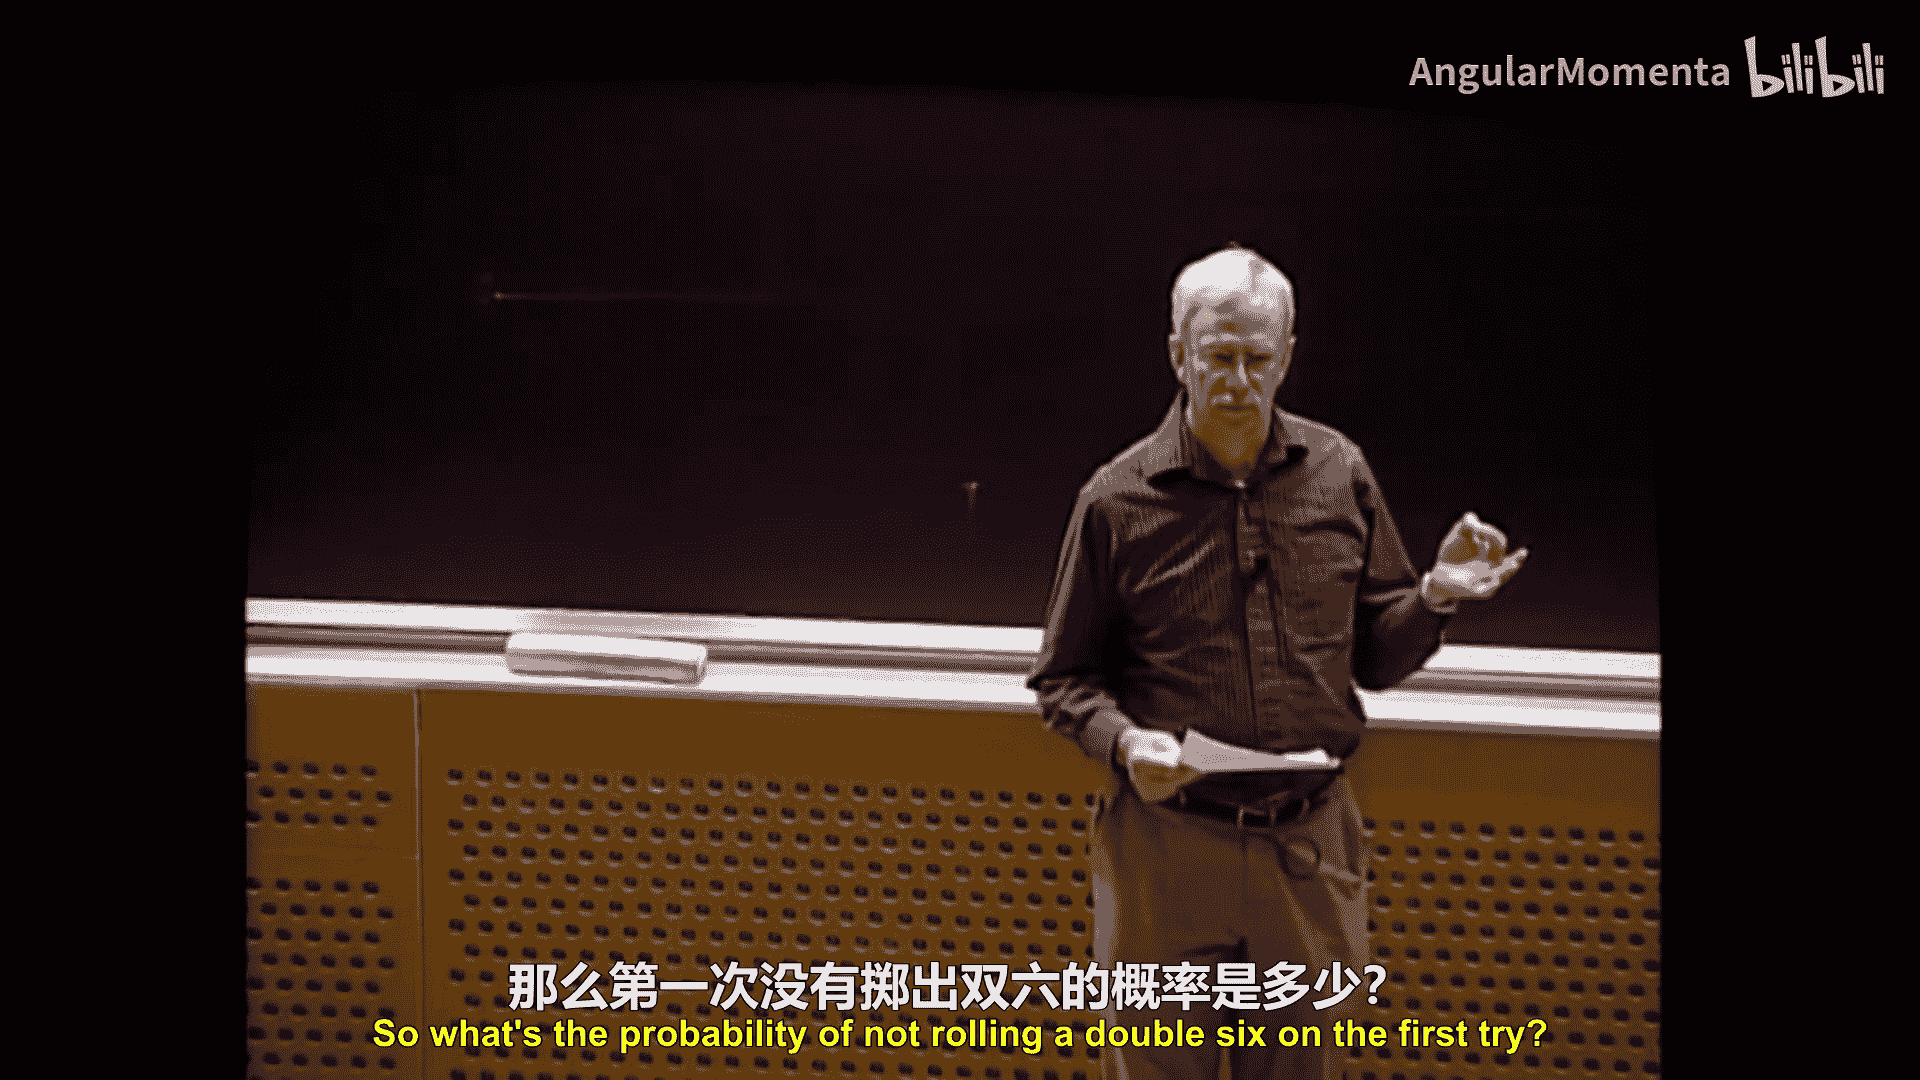 AngularMomenta bilibili
那么第一次没有掷出双六的概率是多少？
So what's the probability of not rolling a double six on the first try?